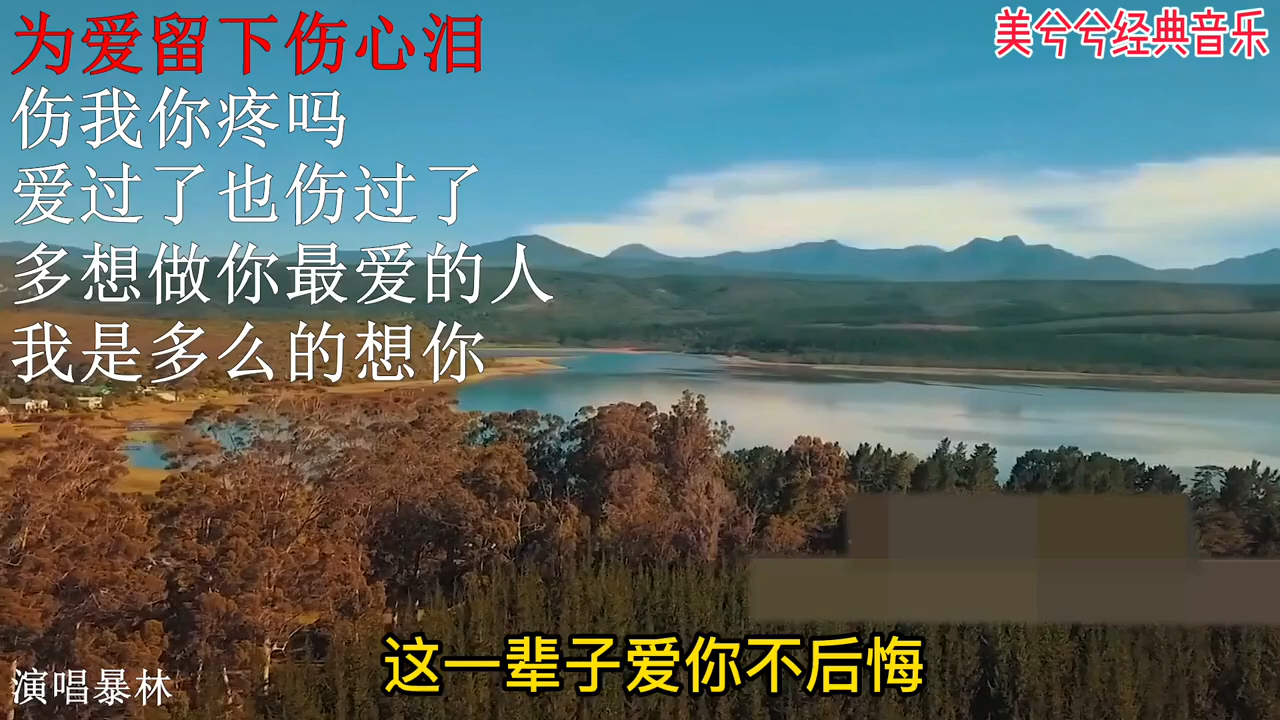 为爱留下伤心泪
美兮兮经典音乐
伤我你疼吗
爱过了也伤过了
多想做你最爱的人
我是多么的想你
这一辈子爱你不后悔
演唱暴林